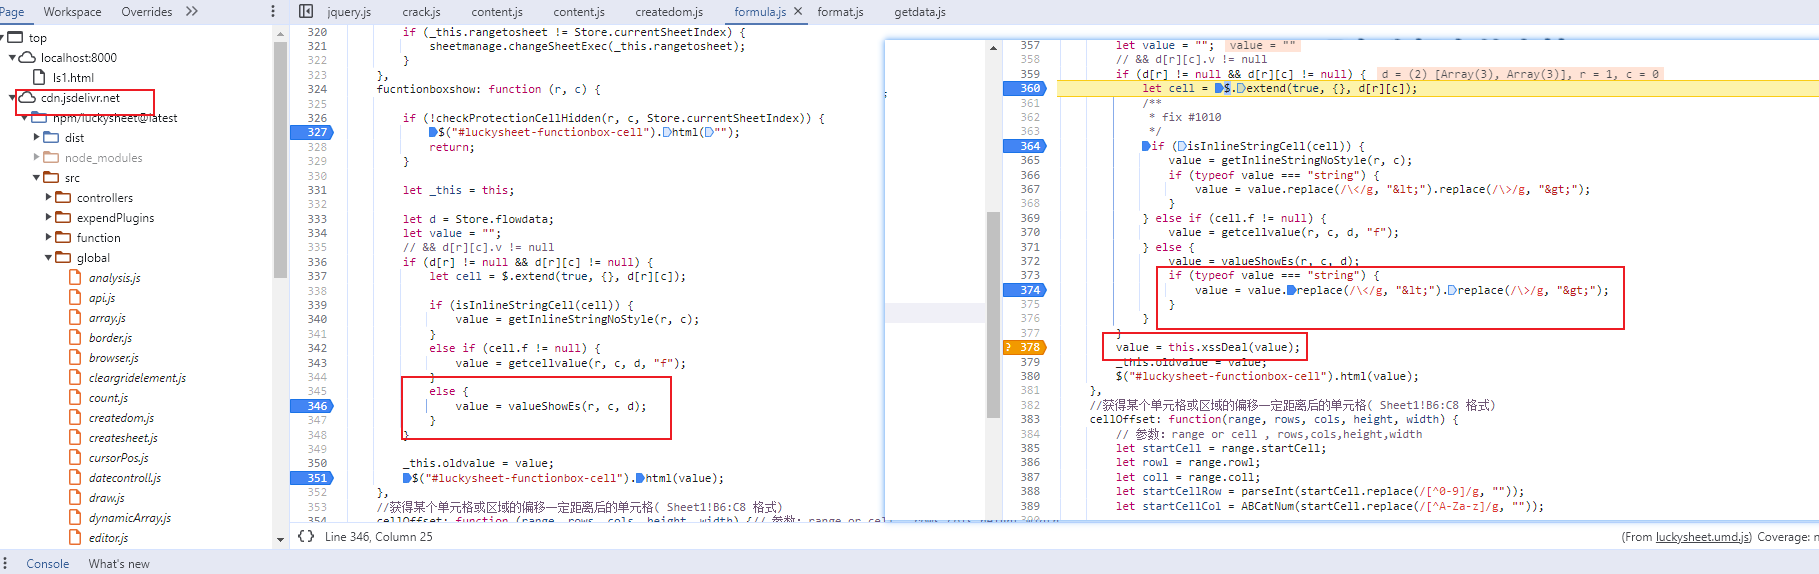 Page Workspace Overrides
top
localhost:8000
ls1.html
cdn.jsdelivr.net
npm/luckysheet@latest
dist
node_modules
src
controllers
expendPlugins
function
global
analysis.js
api.js
array.js
border.js
browser.js
cleargridelement.js
count.js
createdom.js
createsheet.js
cursorPos.js
datecontroll.js
draw.js
dynamicArray.js
editor.js
jquery.js crack.js content.js content.js createdom.js formula.js format.js getdata.js
320 if (_this.rangetosheet != Store.currentSheetIndex) {
321 sheetmanage.changeSheetExec(_this.rangetosheet);
322 }
323 },
324 fucntionboxshow: function (r, c) {
325
326 if (!checkProtectionCellHidden(r, c, Store.currentSheetIndex)) {
327 $("#luckysheet-functionbox-cell").html("");
328 return;
329 }
330
331 let _this = this;
332
333 let d = Store.flowdata;
334 let value = "";
335 // && d[r][c].v != null
336 if (d[r] != null && d[r][c] != null) {
337 let cell = $.extend(true, {}, d[r][c]);
338
339 if (isInlineStringCell(cell)) {
340 value = getInlineStringNoStyle(r, c);
341 }
342 else if (cell.f != null) {
343 value = getcellvalue(r, c, d, "f");
344 }
345 else {
346 value = valueShowEs(r, c, d);
347 }
348 }
349
350 _this.oldvalue = value;
351 $("#luckysheet-functionbox-cell").html(value);
352 },
353 //获得某个单元格或区域的偏移一定距离后的单元格( Sheet1!B6:C8 格式)
354 cellOffset: function (range, rows, cols, height, width) {// 参数: range or cell
357 let value = ""; value = ""
358 // && d[r][c].v != null
359 if (d[r] != null && d[r][c] != null) { d = (2) [Array(3), Array(3)], r = 1, c = 0
360 let cell = $.extend(true, {}, d[r][c]);
361 /**
362 * fix #1010
363 */
364 if (isInlineStringCell(cell)) {
365 value = getInlineStringNoStyle(r, c);
366 if (typeof value === "string") {
367 value = value.replace(/\</g, "&lt;").replace(/\>/g, "&gt;");
368 }
369 } else if (cell.f != null) {
370 value = getcellvalue(r, c, d, "f");
371 } else {
372 value = valueShowEs(r, c, d);
373 if (typeof value === "string") {
374 value = value.replace(/\</g, "&lt;").replace(/\>/g, "&gt;");
375 }
376 }
377 }
? 378 value = this.xssDeal(value);
379 _this.oldvalue = value;
380 $("#luckysheet-functionbox-cell").html(value);
381 },
382 //获得某个单元格或区域的偏移一定距离后的单元格( Sheet1!B6:C8 格式)
383 cellOffset: function(range, rows, cols, height, width) {
384 // 参数: range or cell , rows,cols,height,width
385 let startCell = range.startCell;
386 let rowl = range.rowl;
387 let coll = range.coll;
388 let startCellRow = parseInt(startCell.replace(/[^0-9]/g, ""));
389 let startCellCol = ABCatNum(startCell.replace(/[^A-Za-z]/g, ""));
{} Line 346, Column 25
(From luckysheet.umd.js) Coverage: n
Console What's new